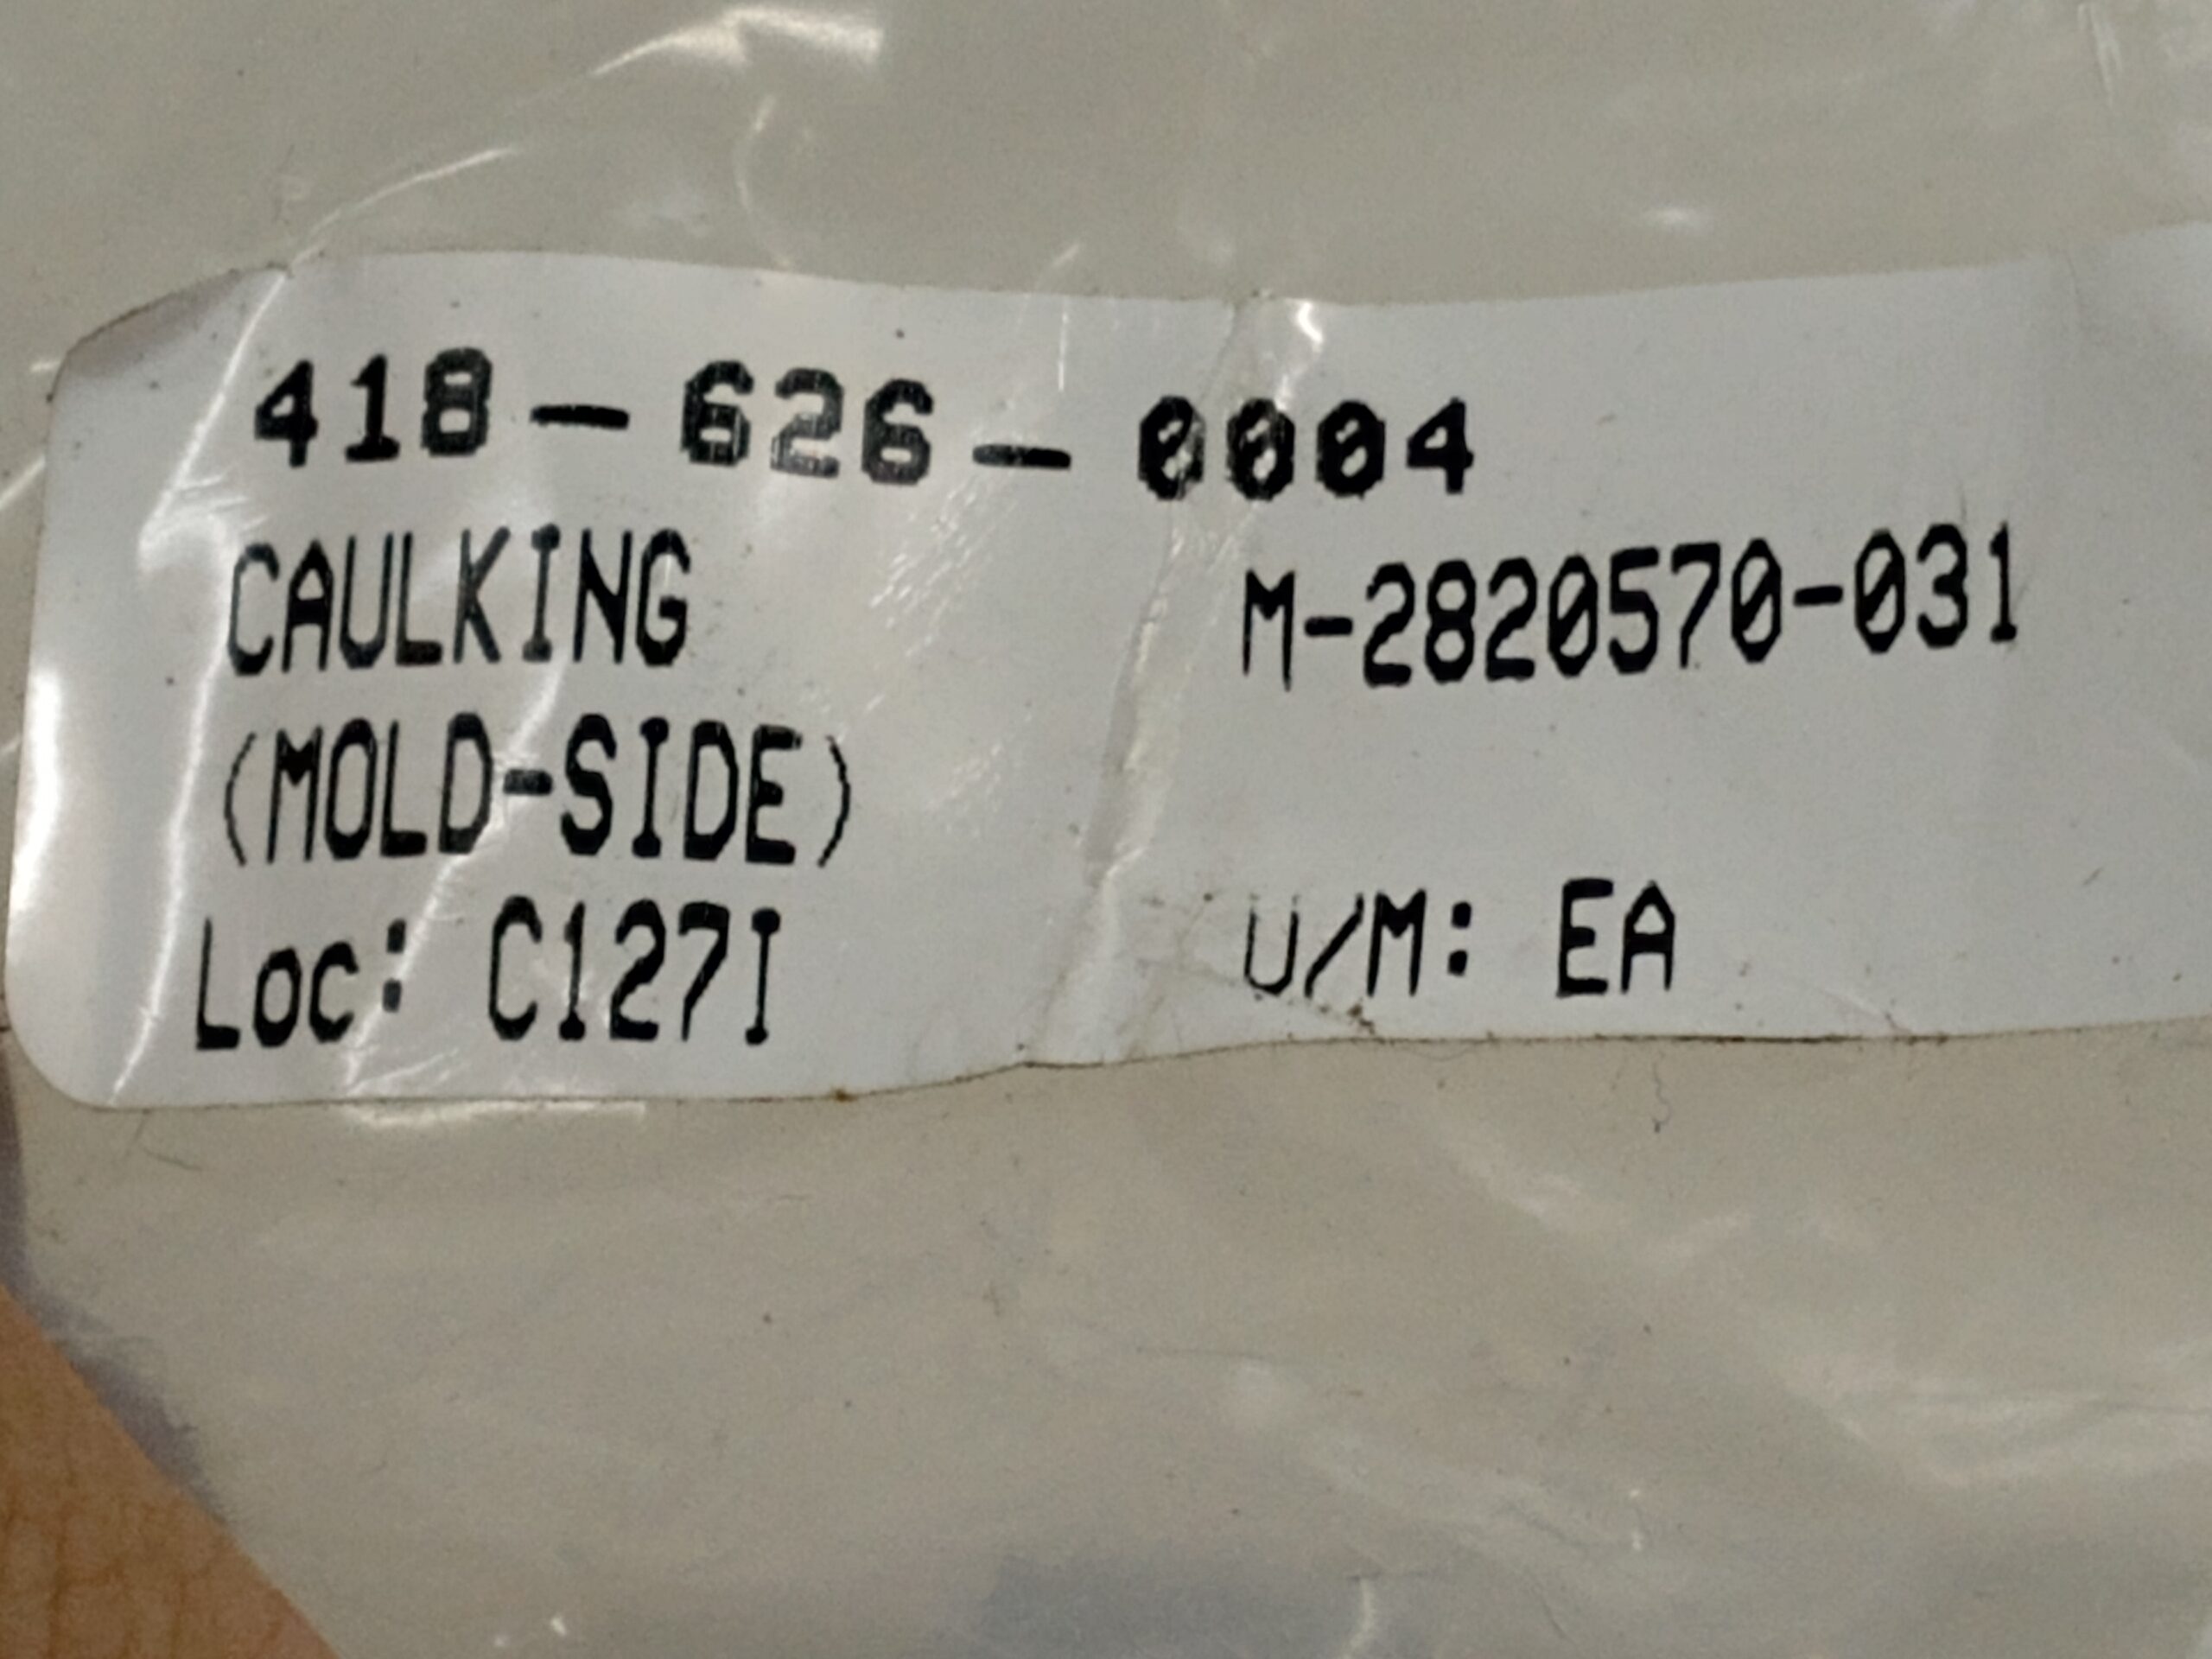 418-626-0004
CAULKING M-2820570-031
(MOLD-SIDE)
Loc: C127I U/M: EA